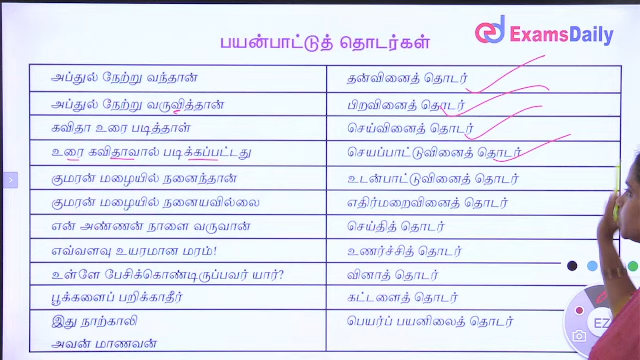 ExamsDaily
பயன்பாட்டுத் தொடர்கள்
அப்துல் நேற்று வந்தான் தன்வினைத் தொடர்
அப்துல் நேற்று வருவித்தான் பிறவினைத் தொடர்
கவிதா உரை படித்தாள் செய்வினைத் தொடர்
உரை கவிதாவால் படிக்கப்பட்டது செயப்பாட்டுவினைத் தொடர்
குமரன் மழையில் நனைந்தான் உடன்பாட்டுவினைத் தொடர்
குமரன் மழையில் நனையவில்லை எதிர்மறைவினைத் தொடர்
என் அண்ணன் நாளை வருவான் செய்தித் தொடர்
எவ்வளவு உயரமான மரம்! உணர்ச்சித் தொடர்
உள்ளே பேசிக்கொண்டிருப்பவர் யார்? வினாத் தொடர்
பூக்களைப் பறிக்காதீர் கட்டளைத் தொடர்
இது நாற்காலி பெயர்ப் பயனிலைத் தொடர்
அவன் மாணவன்
EZ